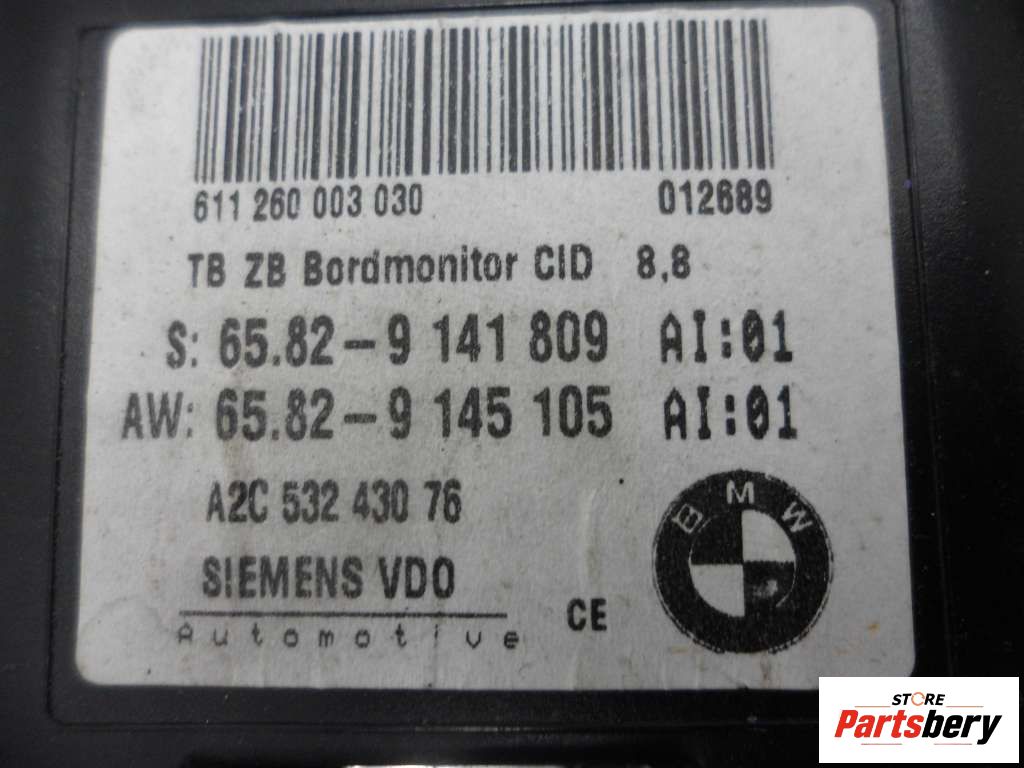 611 260 003 030 012689
TB ZB Bordmonitor CID 8,8
S: 65.82-9 141 809 AI:01
AW: 65.82-9 145 105 AI:01
A2C 532 430 76
SIEMENS VDO
Automotive
CE
BMW
STORE
Partsbery